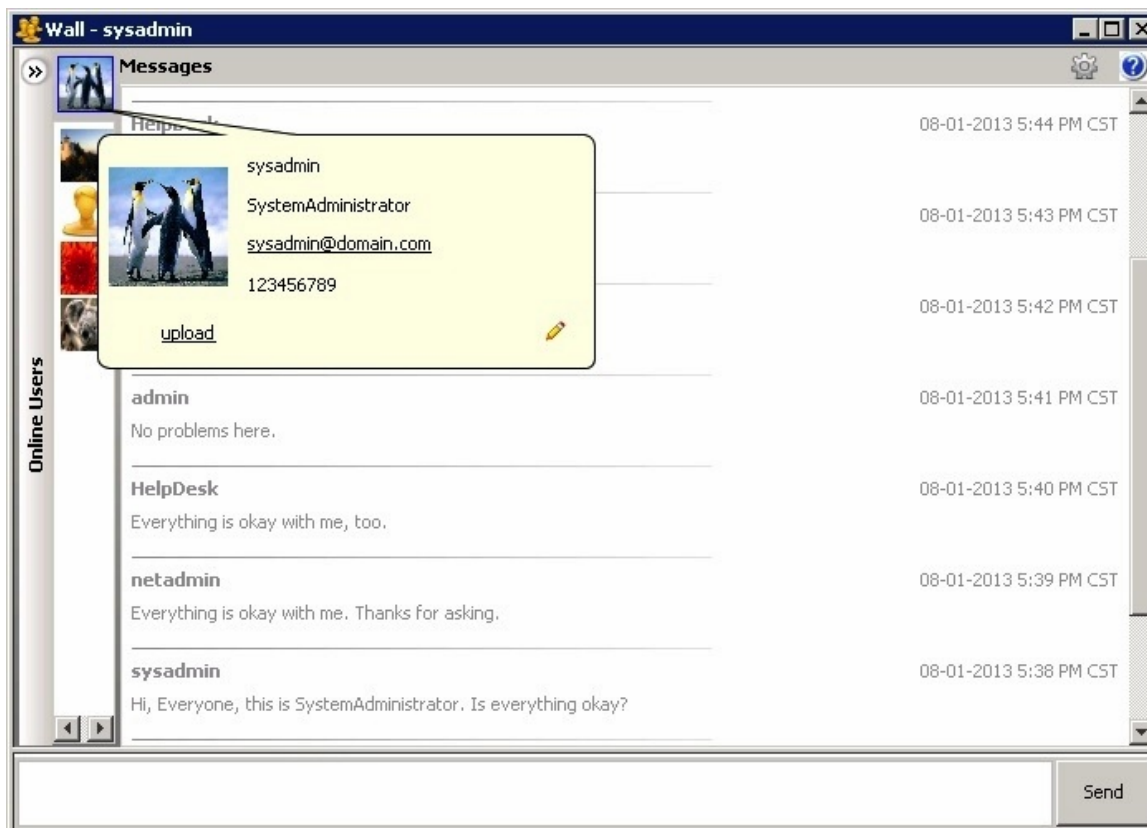 Wall - sysadmin
Messages
HelpDesk
08-01-2013 5:44 PM CST
sysadmin
SystemAdministrator
sysadmin@domain.com
123456789
upload
08-01-2013 5:43 PM CST
08-01-2013 5:42 PM CST
admin
08-01-2013 5:41 PM CST
No problems here.
HelpDesk
08-01-2013 5:40 PM CST
Everything is okay with me, too.
netadmin
08-01-2013 5:39 PM CST
Everything is okay with me. Thanks for asking.
sysadmin
08-01-2013 5:38 PM CST
Hi, Everyone, this is SystemAdministrator. Is everything okay?
Online Users
Send